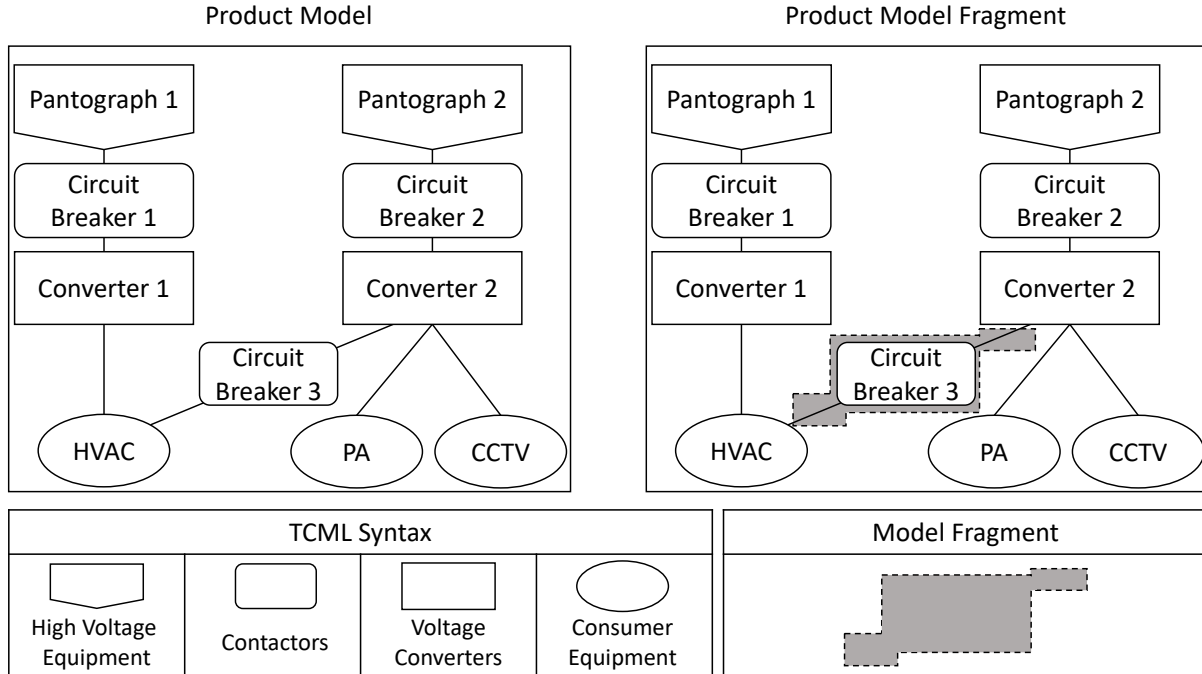 Product Model
Product Model Fragment
Pantograph 1
Pantograph 2
Circuit
Breaker 1
Circuit
Breaker 2
Converter 1
Converter 2
Circuit
Breaker 3
HVAC
PA
CCTV
Pantograph 1
Pantograph 2
Circuit
Breaker 1
Circuit
Breaker 2
Converter 1
Converter 2
Circuit
Breaker 3
HVAC
PA
CCTV
TCML Syntax
High Voltage
Equipment
Contactors
Voltage
Converters
Consumer
Equipment
Model Fragment